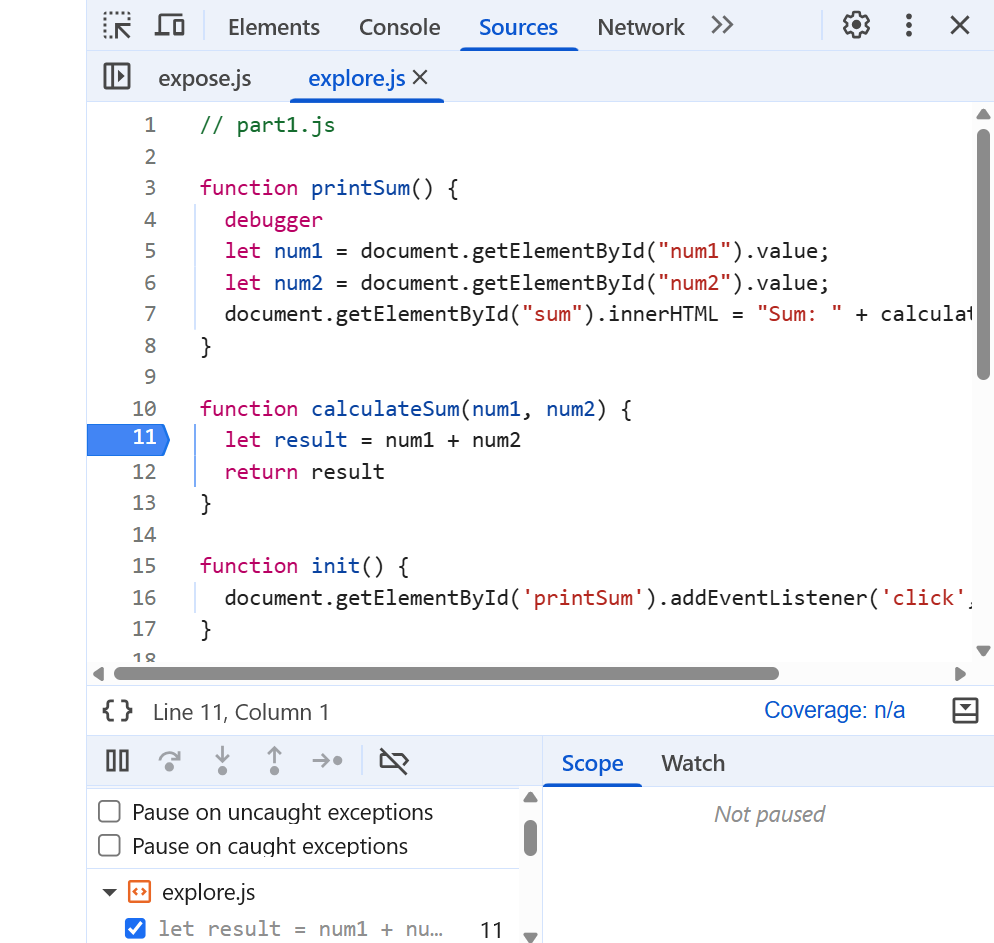 Elements Console Sources Network
expose.js explore.js
1 // part1.js
2
3 function printSum() {
4 debugger
5 let num1 = document.getElementById("num1").value;
6 let num2 = document.getElementById("num2").value;
7 document.getElementById("sum").innerHTML = "Sum: " + calculat
8 }
9
10 function calculateSum(num1, num2) {
11 let result = num1 + num2
12 return result
13 }
14
15 function init() {
16 document.getElementById('printSum').addEventListener('click',
17 }
18
{} Line 11, Column 1 Coverage: n/a
Scope Watch
Not paused
Pause on uncaught exceptions
Pause on caught exceptions
explore.js
let result = num1 + nu… 11